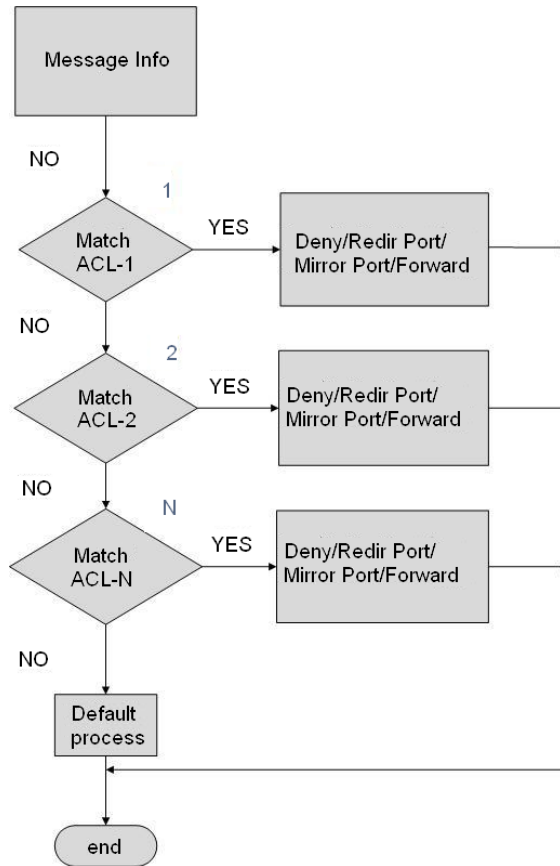 Message Info
NO
1
Match
ACL-1
YES
Deny/Redir Port/
Mirror Port/Forward
NO
2
Match
ACL-2
YES
Deny/Redir Port/
Mirror Port/Forward
NO
N
Match
ACL-N
YES
Deny/Redir Port/
Mirror Port/Forward
NO
Default
process
end